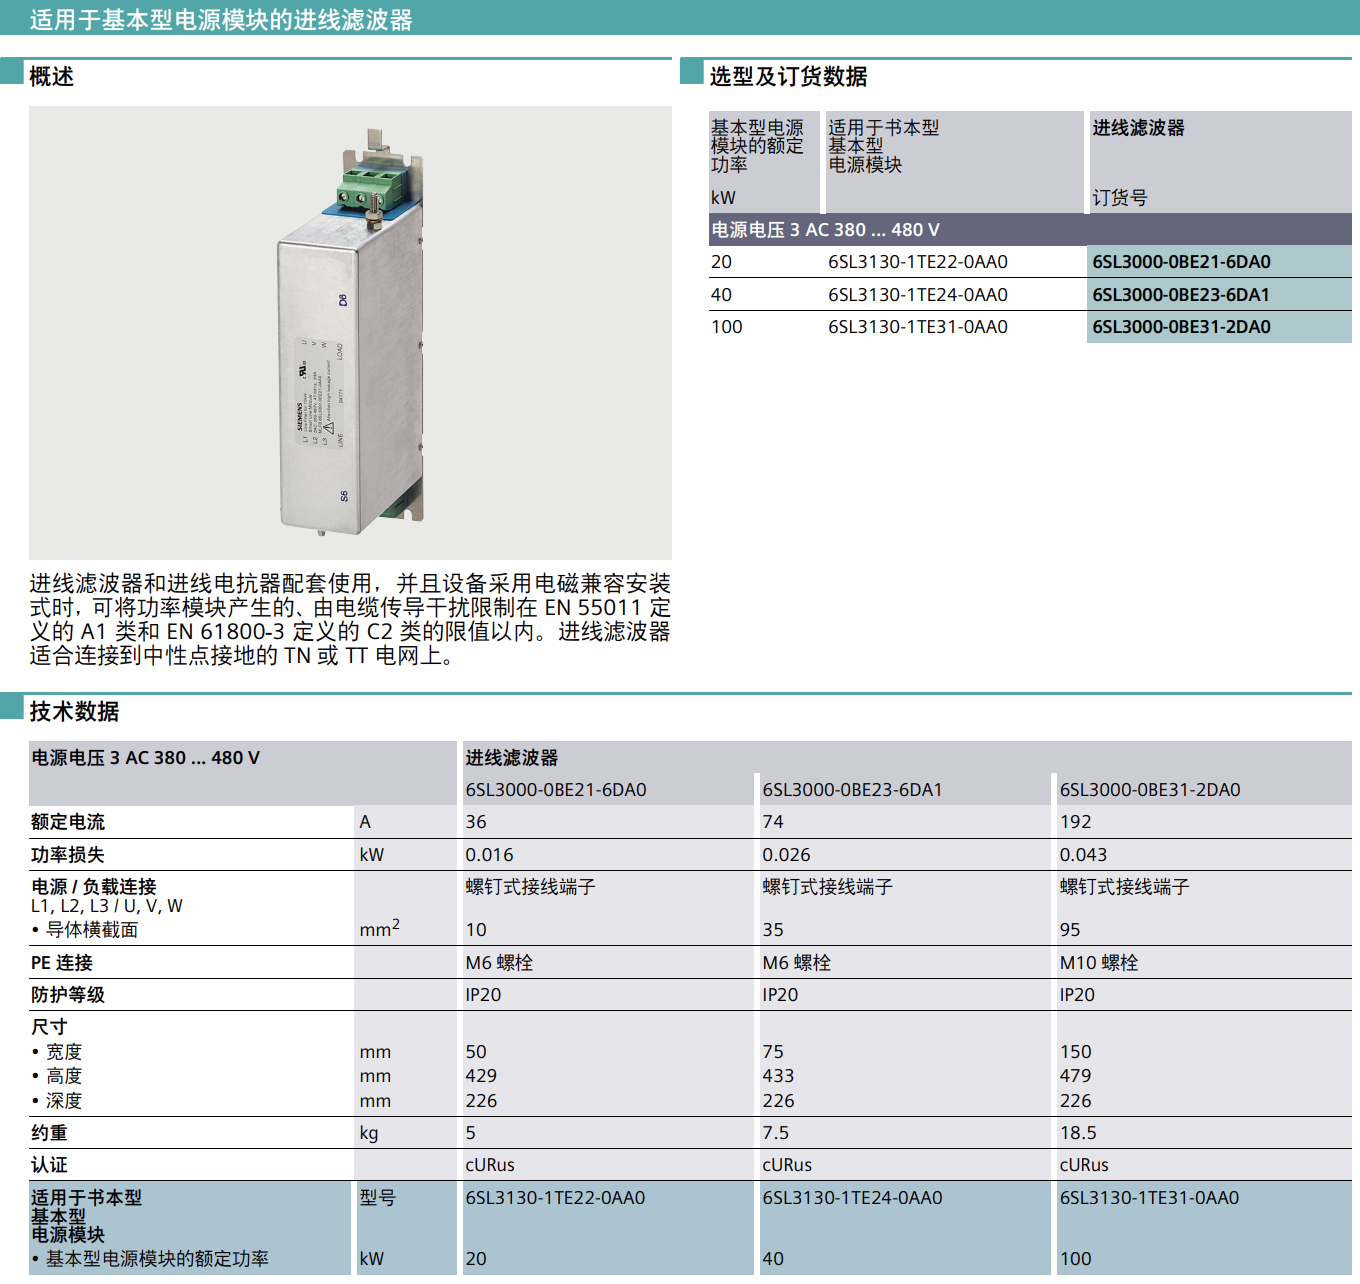 适用于基本型电源模块的进线滤波器
概述
D6
U V W
LOAD
SIEMENS
L1
L2
L3
LINE
04171
Attention high leakage current
S6
进线滤波器和进线电抗器配套使用，并且设备采用电磁兼容安装
式时，可将功率模块产生的、由电缆传导干扰限制在 EN 55011 定
义的 A1 类和 EN 61800-3 定义的 C2 类的限值以内。进线滤波器
适合连接到中性点接地的 TN 或 TT 电网上。
选型及订货数据
基本型电源 适用于书本型 进线滤波器
模块的额定 基本型
功率 电源模块
kW 订货号
电源电压 3 AC 380 ... 480 V
20 6SL3130-1TE22-0AA0 6SL3000-0BE21-6DA0
40 6SL3130-1TE24-0AA0 6SL3000-0BE23-6DA1
100 6SL3130-1TE31-0AA0 6SL3000-0BE31-2DA0
技术数据
电源电压 3 AC 380 ... 480 V 进线滤波器
6SL3000-0BE21-6DA0 6SL3000-0BE23-6DA1 6SL3000-0BE31-2DA0
额定电流 A 36 74 192
功率损失 kW 0.016 0.026 0.043
电源 / 负载连接 螺钉式接线端子 螺钉式接线端子 螺钉式接线端子
L1, L2, L3 / U, V, W
• 导体横截面 mm² 10 35 95
PE 连接 M6 螺栓 M6 螺栓 M10 螺栓
防护等级 IP20 IP20 IP20
尺寸
• 宽度 mm 50 75 150
• 高度 mm 429 433 479
• 深度 mm 226 226 226
约重 kg 5 7.5 18.5
认证 cURus cURus cURus
适用于书本型 型号 6SL3130-1TE22-0AA0 6SL3130-1TE24-0AA0 6SL3130-1TE31-0AA0
基本型
电源模块
• 基本型电源模块的额定功率 kW 20 40 100